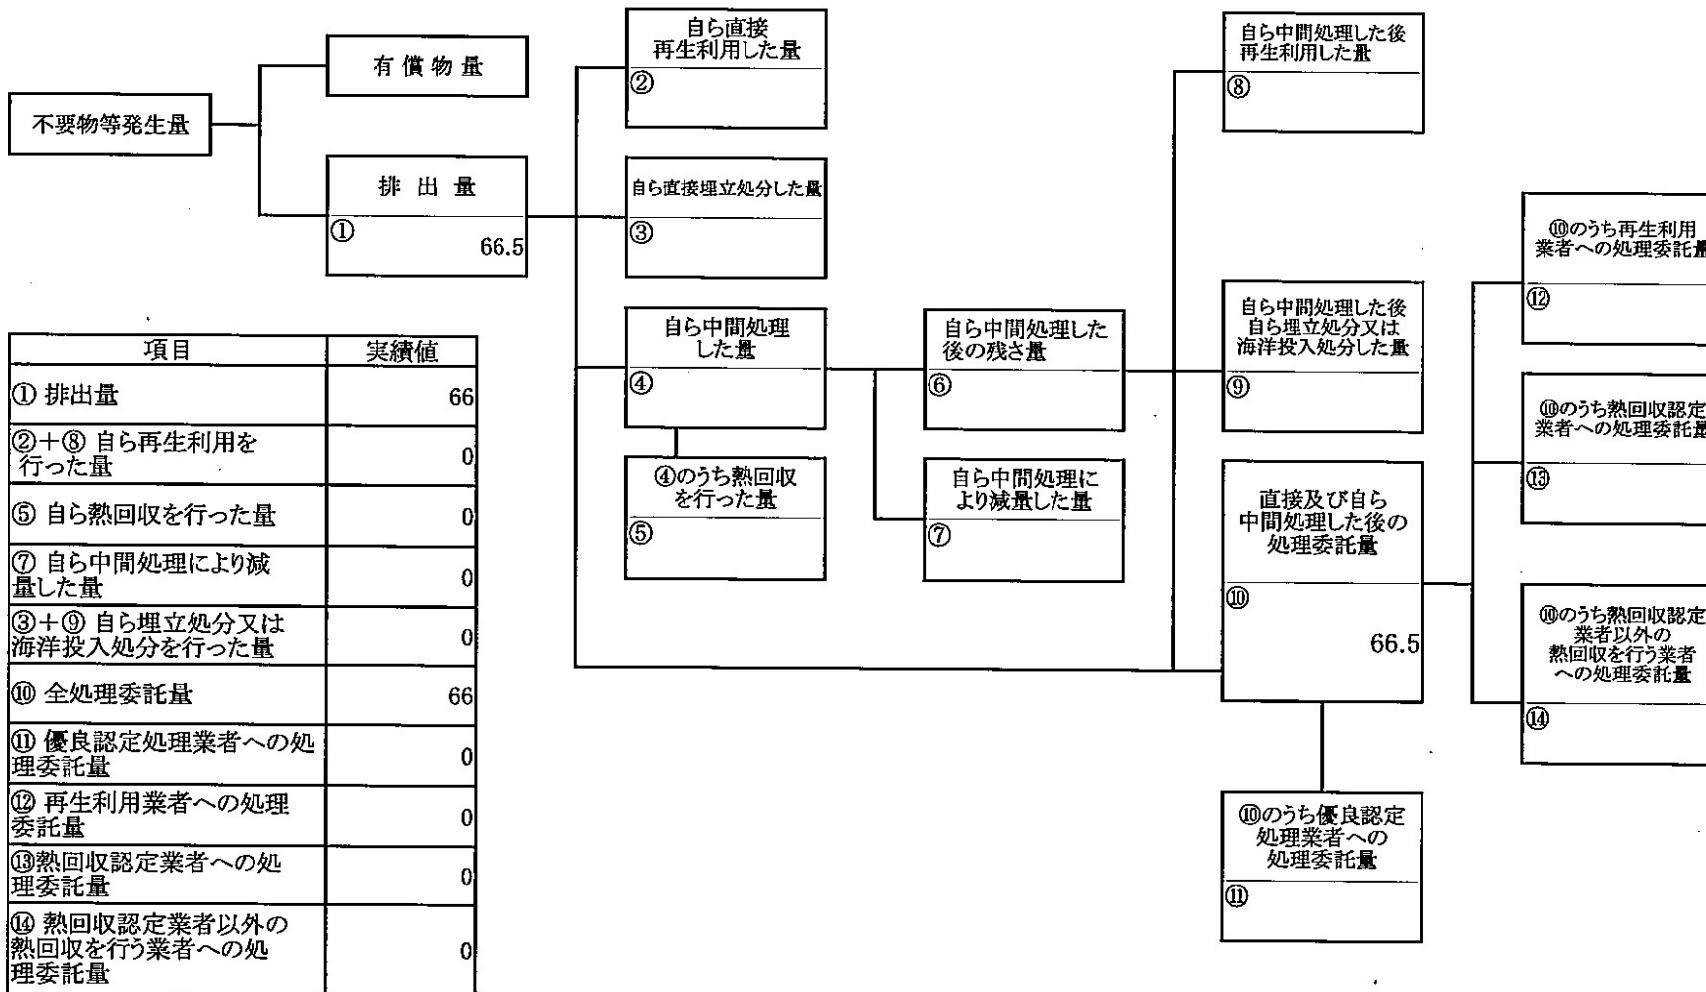 不要物等発生量
有償物量
排出量
①
66.5
自ら直接
再生利用した量
②
自ら直接埋立処分した量
③
自ら中間処理
した量
④
④のうち熱回収
を行った量
⑤
自ら中間処理した
後の残さ量
⑥
自ら中間処理に
より減量した量
⑦
自ら中間処理した後
再生利用した量
⑧
自ら中間処理した後
自ら埋立処分又は
海洋投入処分した量
⑨
直接及び自ら
中間処理した後の
処理委託量
⑩
66.5
⑩のうち優良認定
処理業者への
処理委託量
⑪
⑩のうち再生利用
業者への処理委託量
⑫
⑩のうち熱回収認定
業者への処理委託量
⑬
⑩のうち熱回収認定
業者以外の
熱回収を行う業者
への処理委託量
⑭
項目 実績値
① 排出量 66
②+⑧ 自ら再生利用を
行った量 0
⑤ 自ら熱回収を行った量 0
⑦ 自ら中間処理により減
量した量 0
③+⑨ 自ら埋立処分又は
海洋投入処分を行った量 0
⑩ 全処理委託量 66
⑪ 優良認定処理業者への処
理委託量 0
⑫ 再生利用業者への処理
委託量 0
⑬熱回収認定業者への処
理委託量 0
⑭ 熱回収認定業者以外の
熱回収を行う業者への処
理委託量 0